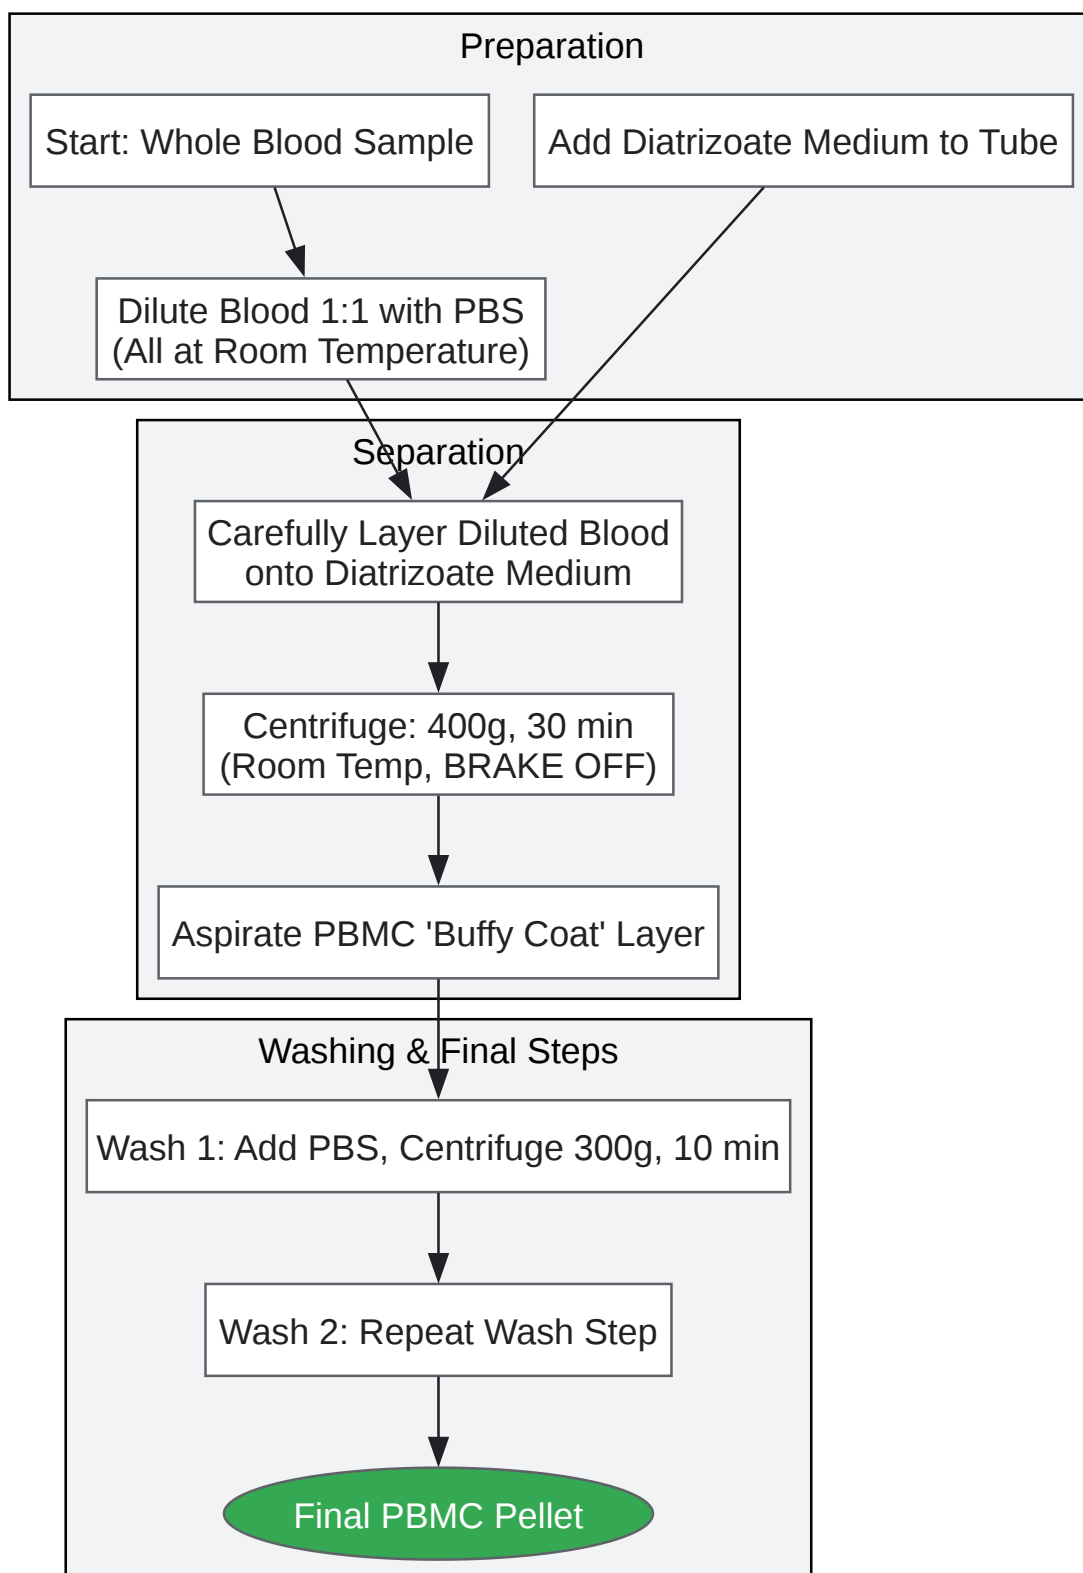 Preparation
Start: Whole Blood Sample
Add Diatrizoate Medium to Tube
Dilute Blood 1:1 with PBS
(All at Room Temperature)
Separation
Carefully Layer Diluted Blood
onto Diatrizoate Medium
Centrifuge: 400g, 30 min
(Room Temp, BRAKE OFF)
Aspirate PBMC 'Buffy Coat' Layer
Washing & Final Steps
Wash 1: Add PBS, Centrifuge 300g, 10 min
Wash 2: Repeat Wash Step
Final PBMC Pellet